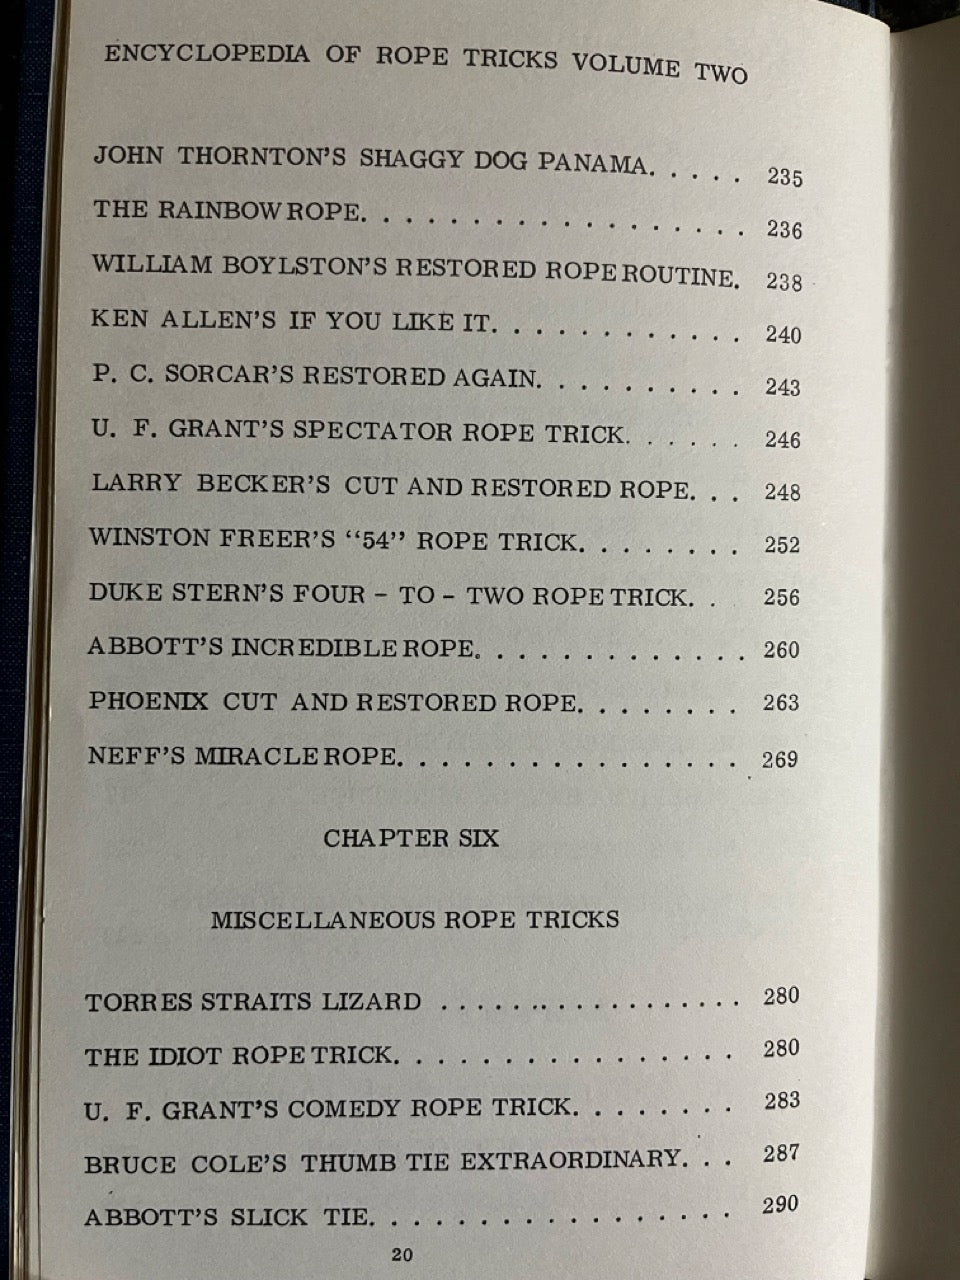 ENCYCLOPEDIA OF ROPE TRICKS VOLUME TWO
JOHN THORNTON'S SHAGGY DOG PANAMA. . . . . 235
THE RAINBOW ROPE. . . . . . . . . . . . . . . . . 236
WILLIAM BOYLSTON'S RESTORED ROPE ROUTINE. 238
KEN ALLEN'S IF YOU LIKE IT. . . . . . . . . . . . 240
P. C. SORCAR'S RESTORED AGAIN. . . . . . . . . . 243
U. F. GRANT'S SPECTATOR ROPE TRICK. . . . . . 246
LARRY BECKER'S CUT AND RESTORED ROPE. . . 248
WINSTON FREER'S "54" ROPE TRICK. . . . . . . . 252
DUKE STERN'S FOUR - TO - TWO ROPE TRICK. . 256
ABBOTT'S INCREDIBLE ROPE. . . . . . . . . . . . . 260
PHOENIX CUT AND RESTORED ROPE. . . . . . . . 263
NEFF'S MIRACLE ROPE. . . . . . . . . . . . . . . . 269
CHAPTER SIX
MISCELLANEOUS ROPE TRICKS
TORRES STRAITS LIZARD . . . . . .. . . . . . . . . . . 280
THE IDIOT ROPE TRICK. . . . . . . . . . . . . . . . 280
U. F. GRANT'S COMEDY ROPE TRICK. . . . . . . . 283
BRUCE COLE'S THUMB TIE EXTRAORDINARY. . . 287
ABBOTT'S SLICK TIE. . . . . . . . . . . . . . . . . 290
20